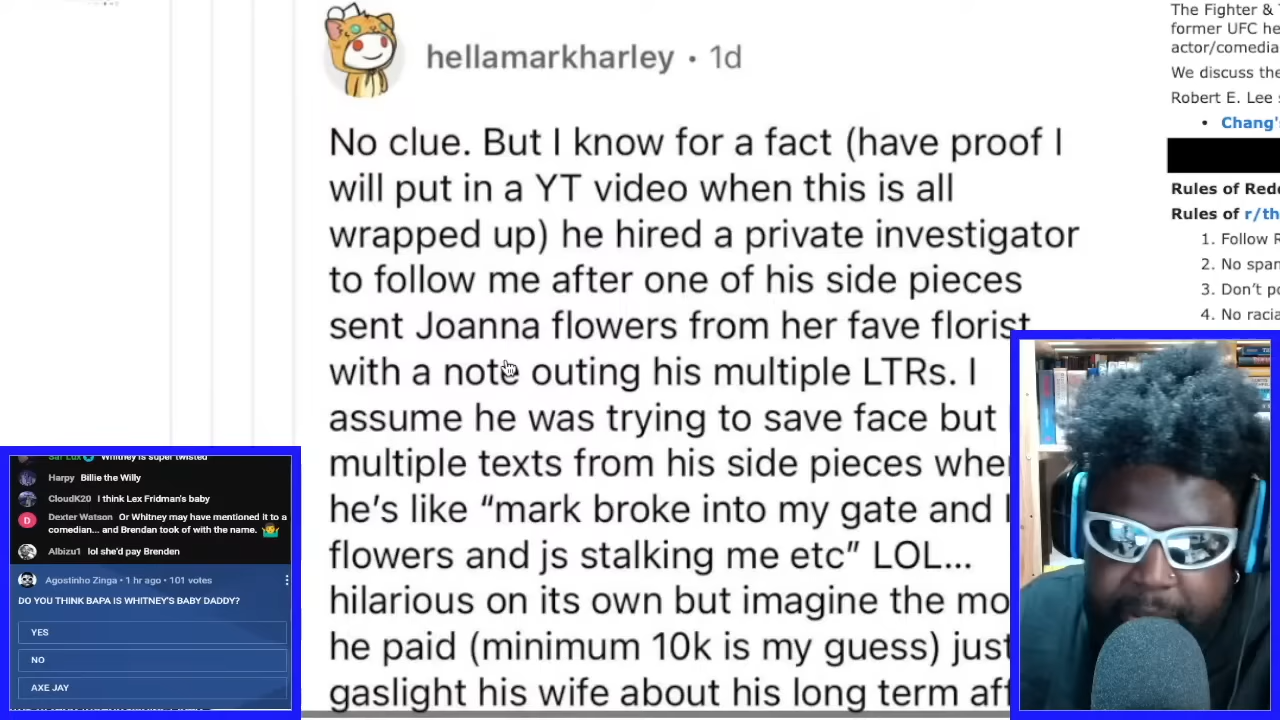 hellamarkharley • 1d
No clue. But I know for a fact (have proof I
will put in a YT video when this is all
wrapped up) he hired a private investigator
to follow me after one of his side pieces
sent Joanna flowers from her fave florist
with a note outing his multiple LTRs. I
assume he was trying to save face but
multiple texts from his side pieces
he's like “mark broke into my gate and
flowers and js stalking me etc” LOL...
hilarious on its own but imagine the
he paid (minimum 10k is my guess) just
gaslight his wife about his long term
The Fighter &
former UFC
We discuss
Robert E. Lee
• Chang's
Rules of
Rules of
1. Follow
2. No
3. Don't
4. No
Whitney is super twisted
Harpy Billie the Willy
CloudK20 I think Lex Fridman's baby
D Dexter Watson Or Whitney may have mentioned it to a
comedian... and Brendan took of with the name. 🤷‍♂️
Albizu1 lol she'd pay Brenden
Agostinho Zinga • 1 hr ago • 101 votes
DO YOU THINK BAPA IS WHITNEY'S BABY DADDY?
YES
NO
AXE JAY